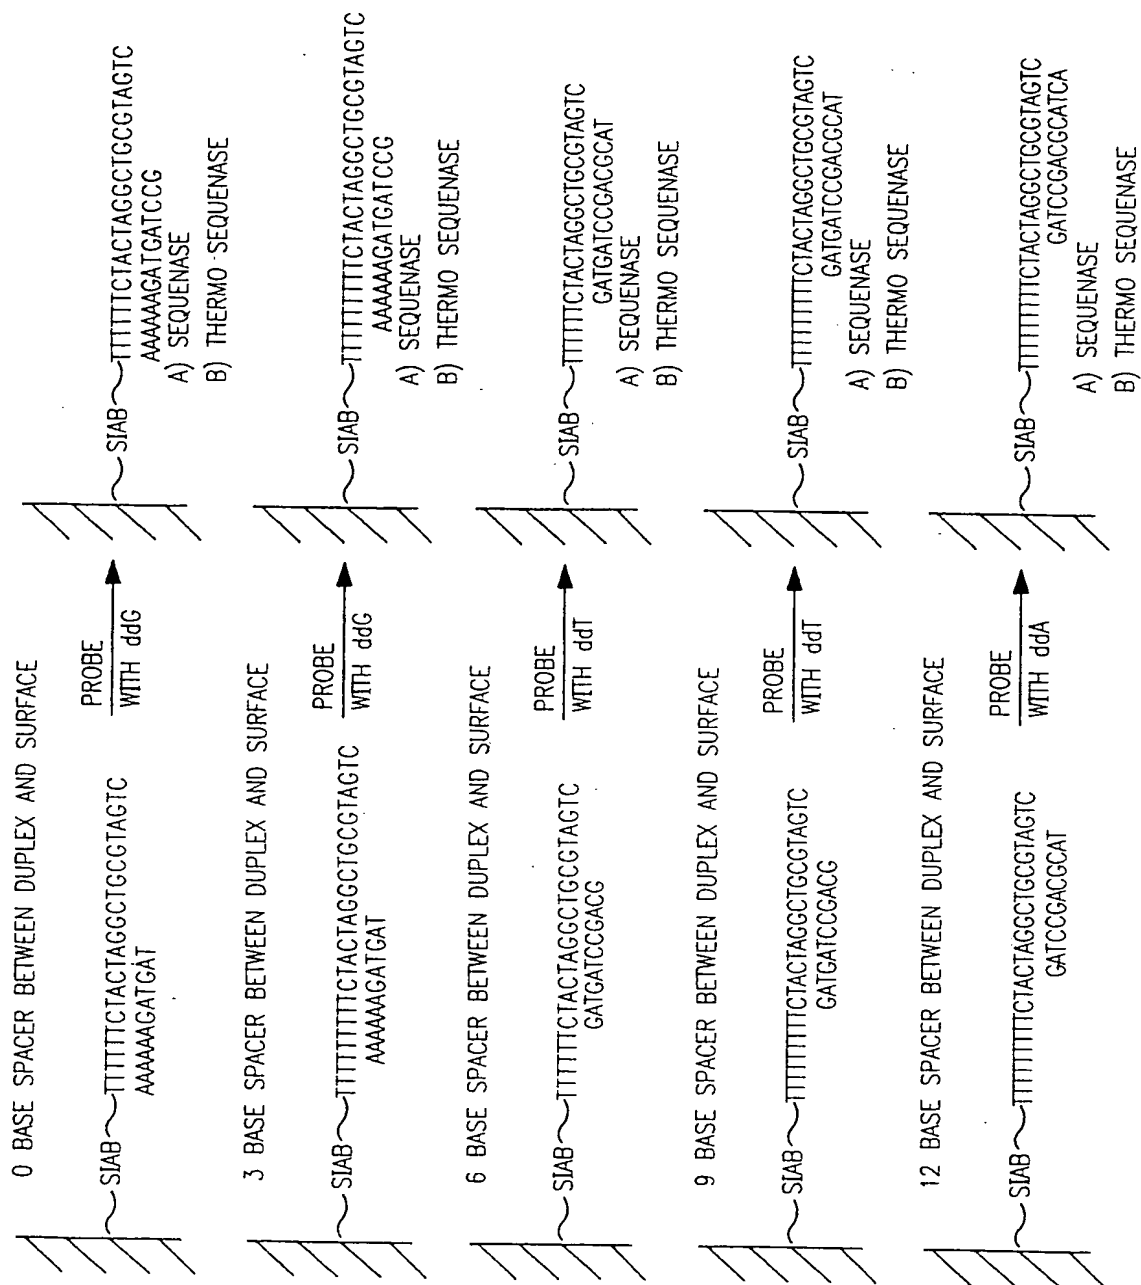 0 BASE SPACER BETWEEN DUPLEX AND SURFACE
SIAB TTTTTTCTACTAGGCTGCGTAGTC
AAAAAGATGAT
PROBE
WITH ddG
SIAB TTTTTTCTACTAGGCTGCGTAGTC
AAAAAGATGATCCG
A) SEQUENASE
B) THERMO SEQUENASE
3 BASE SPACER BETWEEN DUPLEX AND SURFACE
SIAB TTTTTTTTTCTACTAGGCTGCGTAGTC
AAAAAGATGAT
PROBE
WITH ddG
SIAB TTTTTTTTTCTACTAGGCTGCGTAGTC
AAAAAGATGATCCG
A) SEQUENASE
B) THERMO SEQUENASE
6 BASE SPACER BETWEEN DUPLEX AND SURFACE
SIAB TTTTTTCTACTAGGCTGCGTAGTC
GATGATCCGACG
PROBE
WITH ddT
SIAB TTTTTTCTACTAGGCTGCGTAGTC
GATGATCCGACGCAT
A) SEQUENASE
B) THERMO SEQUENASE
9 BASE SPACER BETWEEN DUPLEX AND SURFACE
SIAB TTTTTTTTTCTACTAGGCTGCGTAGTC
GATGATCCGACG
PROBE
WITH ddT
SIAB TTTTTTTTTCTACTAGGCTGCGTAGTC
GATGATCCGACGCAT
A) SEQUENASE
B) THERMO SEQUENASE
12 BASE SPACER BETWEEN DUPLEX AND SURFACE
SIAB TTTTTTTTTCTACTAGGCTGCGTAGTC
GATCCGACGCAT
PROBE
WITH ddA
SIAB TTTTTTTTTCTACTAGGCTGCGTAGTC
GATCCGACGCATCA
A) SEQUENASE
B) THERMO SEQUENASE